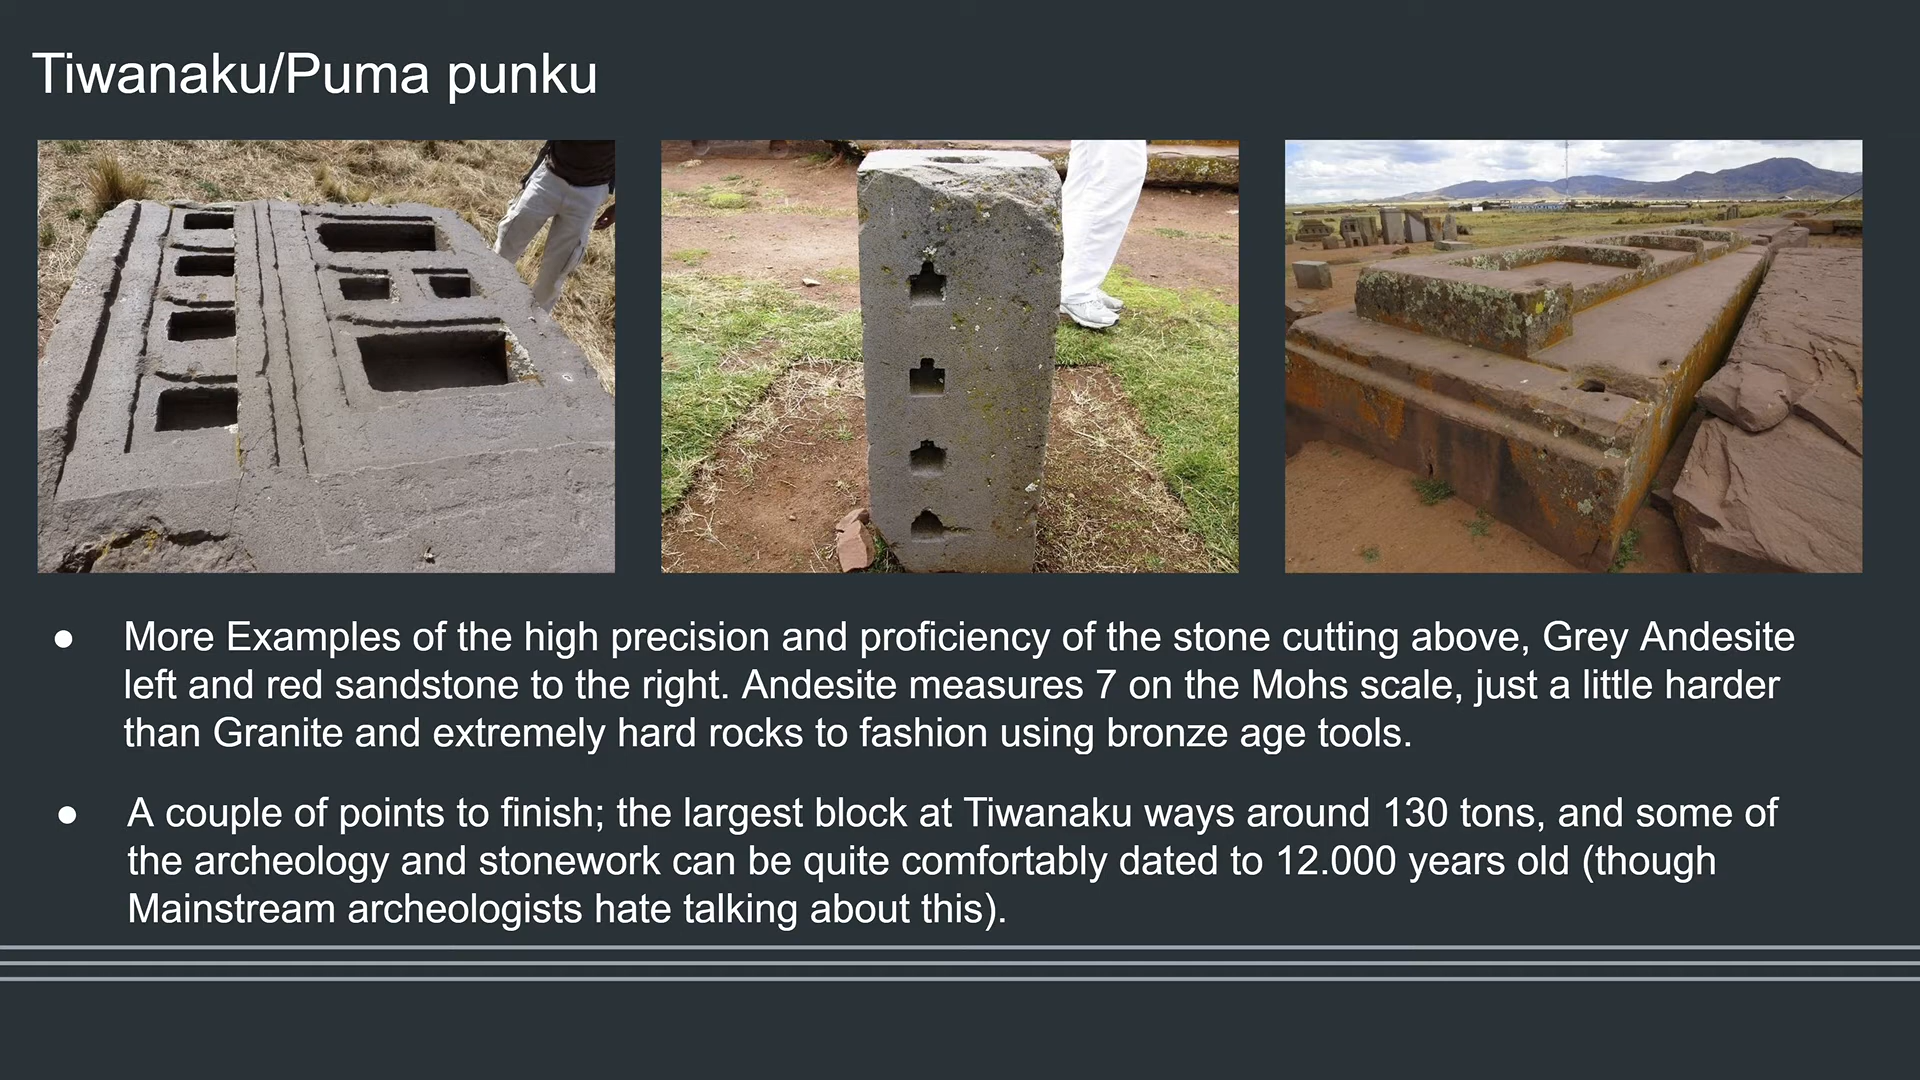 Tiwanaku/Puma punku
● More Examples of the high precision and proficiency of the stone cutting above, Grey Andesite
left and red sandstone to the right. Andesite measures 7 on the Mohs scale, just a little harder
than Granite and extremely hard rocks to fashion using bronze age tools.
● A couple of points to finish; the largest block at Tiwanaku ways around 130 tons, and some of
the archeology and stonework can be quite comfortably dated to 12.000 years old (though
Mainstream archeologists hate talking about this).